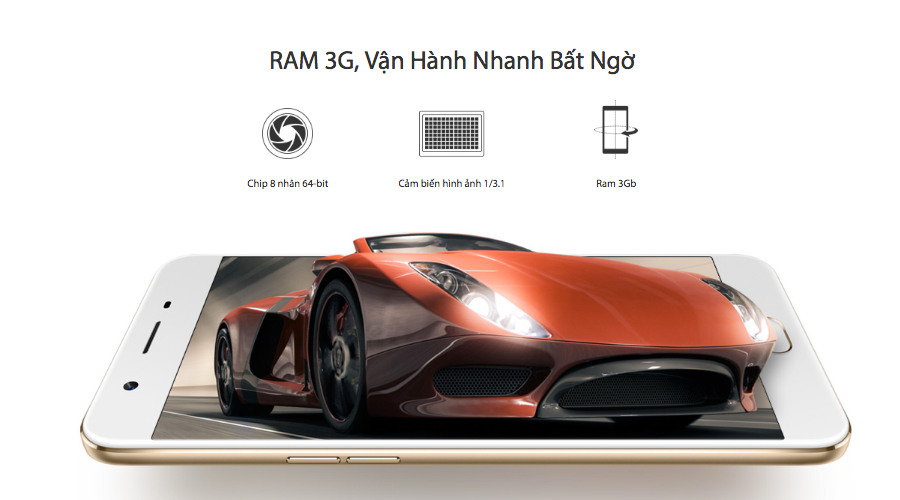 RAM 3G, Vận Hành Nhanh Bất Ngờ
Chip 8 nhân 64-bit
Cảm biến hình ảnh 1/3.1
Ram 3Gb